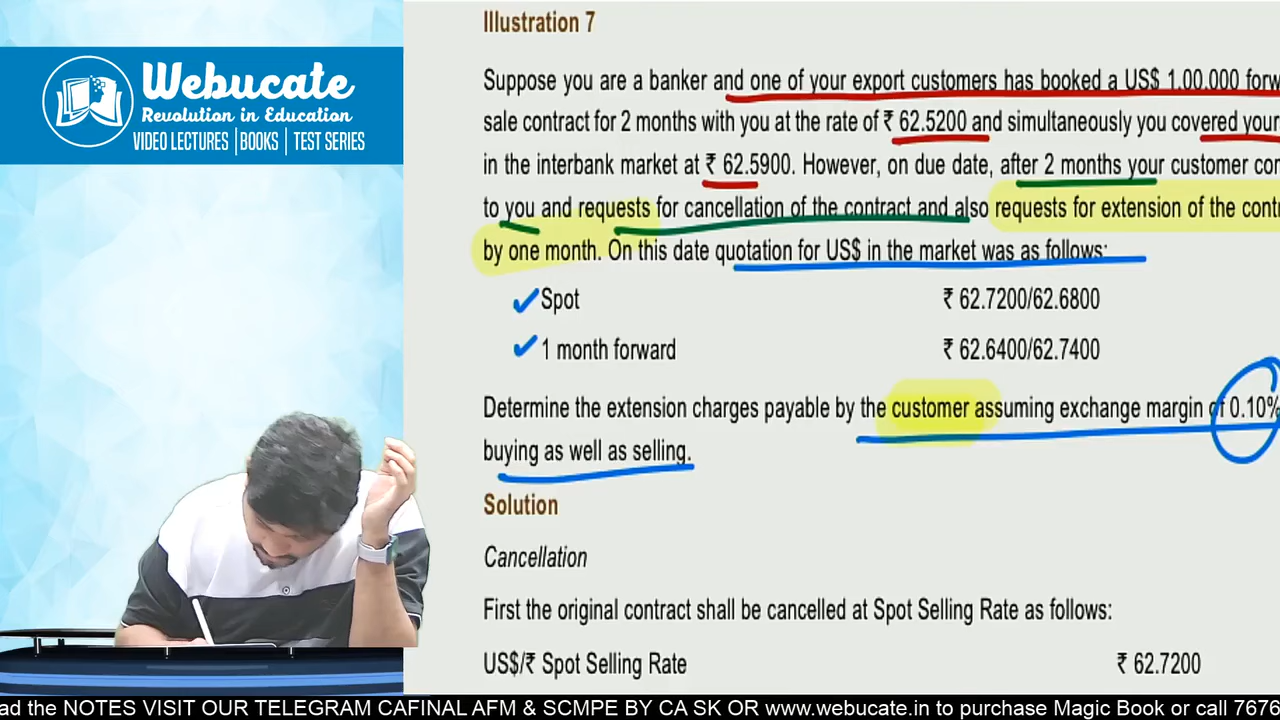 Webucate
Revolution in Education
VIDEO LECTURES | BOOKS | TEST SERIES
Illustration 7
Suppose you are a banker and one of your export customers has booked a US$ 1,00,000 forw
sale contract for 2 months with you at the rate of ₹ 62.5200 and simultaneously you covered your
in the interbank market at ₹ 62.5900. However, on due date, after 2 months your customer com
to you and requests for cancellation of the contract and also requests for extension of the contr
by one month. On this date quotation for US$ in the market was as follows:
Spot ₹ 62.7200/62.6800
1 month forward ₹ 62.6400/62.7400
Determine the extension charges payable by the customer assuming exchange margin of 0.10%
buying as well as selling.
Solution
Cancellation
First the original contract shall be cancelled at Spot Selling Rate as follows:
US$/₹ Spot Selling Rate ₹ 62.7200
ad the NOTES VISIT OUR TELEGRAM CAFINAL AFM & SCMPE BY CA SK OR www.webucate.in to purchase Magic Book or call 7676